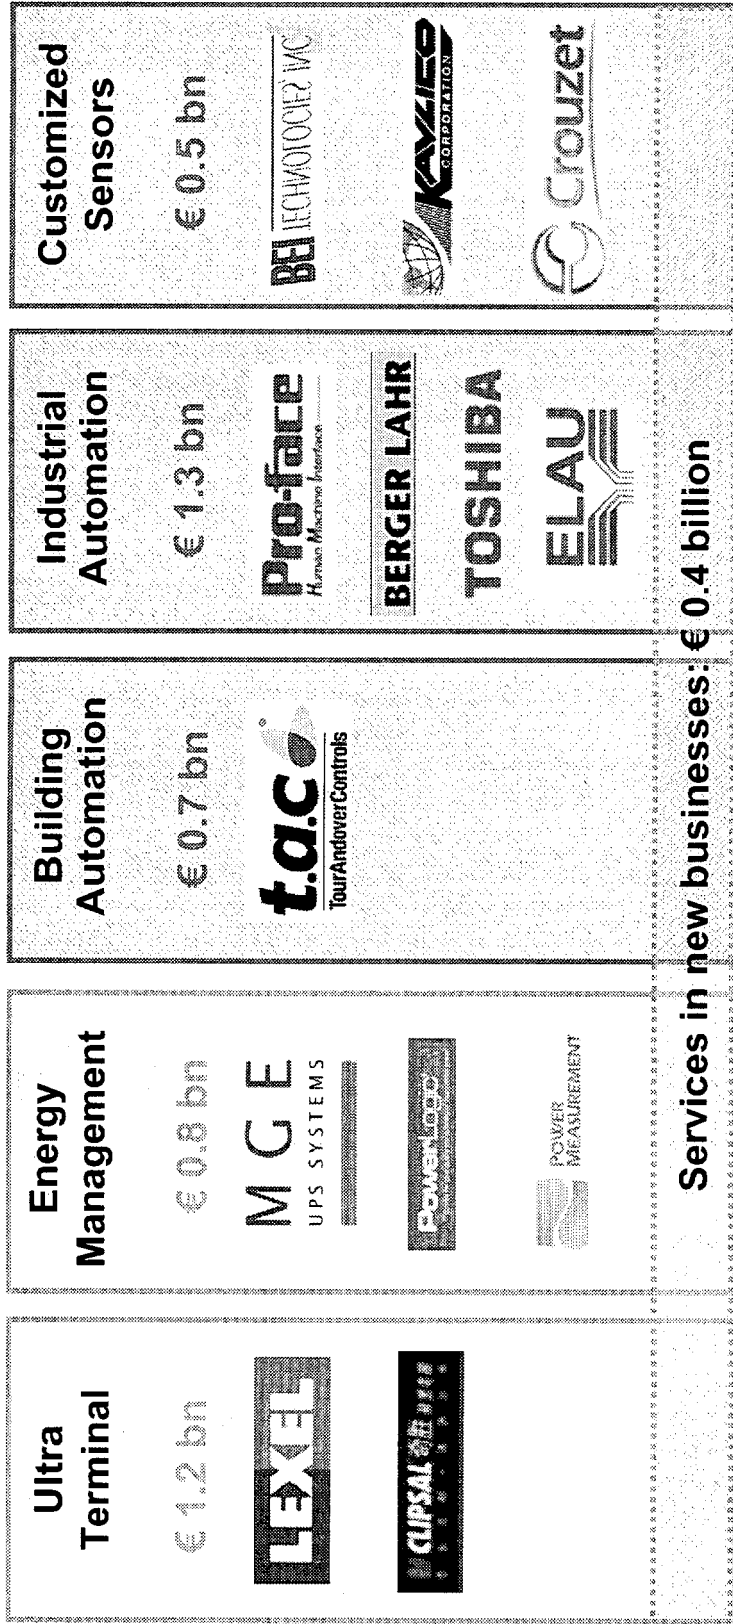 Ultra
Terminal
€ 1.2 bn
LEXEL
CLIPSAL
Energy
Management
€ 0.8 bn
M G E
UPS SYSTEMS
PowerLogic
POWER
MEASUREMENT
Building
Automation
€ 0.7 bn
t.a.c
TourAndoverControls
Industrial
Automation
€ 1.3 bn
Pro-face
Human Machine Interface
BERGER LAHR
TOSHIBA
ELAU
Customized
Sensors
€ 0.5 bn
BEI TECHNOLOGIES INC
KAVLICO
CORPORATION
Crouzet
Services in new businesses: € 0.4 billion